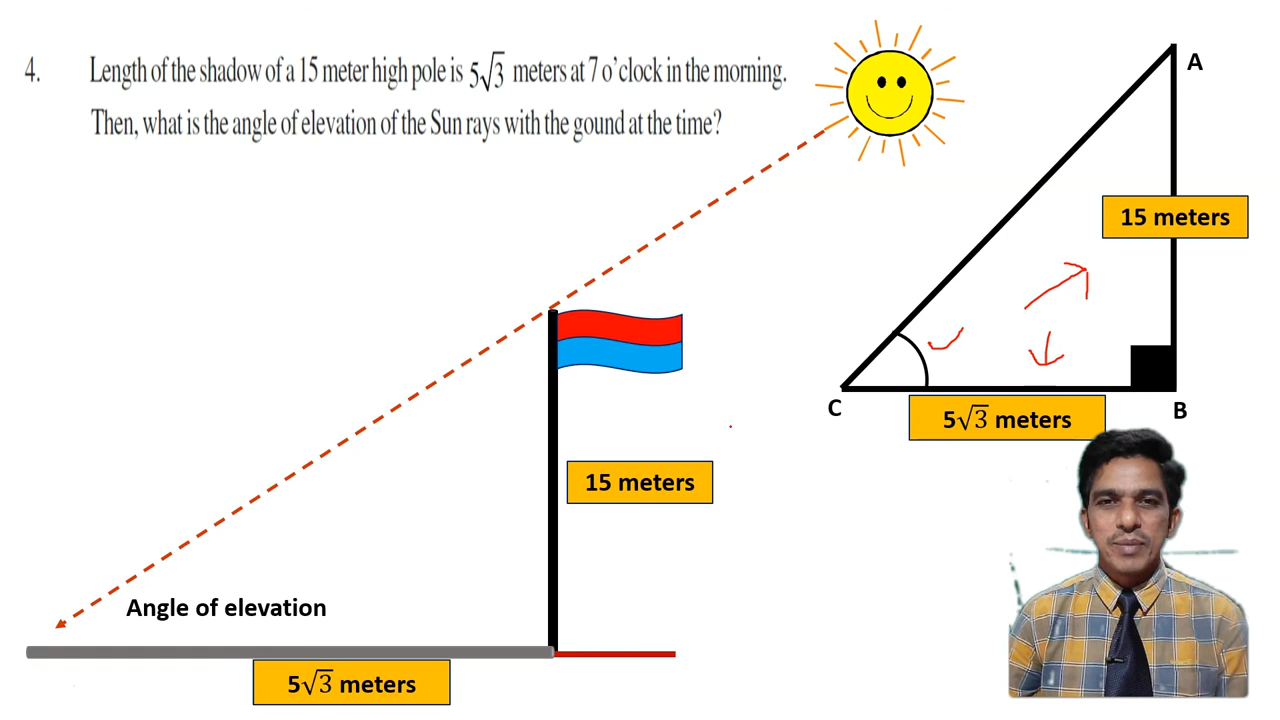 4. Length of the shadow of a 15 meter high pole is 5√3 meters at 7 o'clock in the morning.
Then, what is the angle of elevation of the Sun rays with the gound at the time?
A
15 meters
C
5√3 meters
B
15 meters
Angle of elevation
5√3 meters